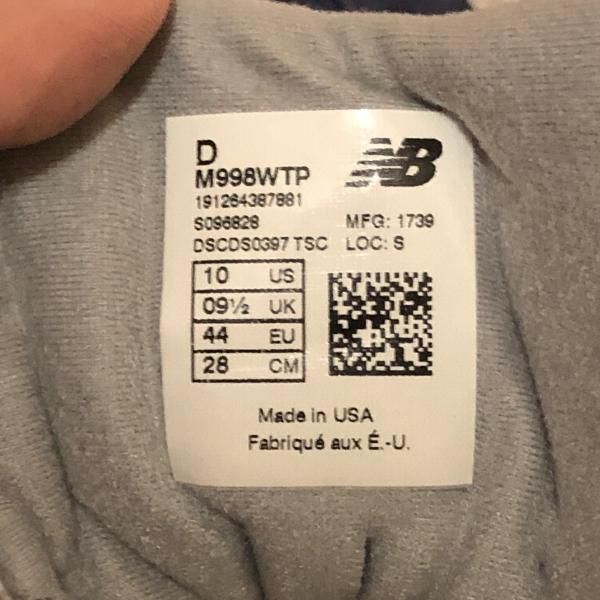 D
M998WTP
NB
191264387881
S096828 MFG: 1739
DSCDS0397 TSC LOC: S
10 US
09½ UK
44 EU
28 CM
Made in USA
Fabriqué aux É.-U.